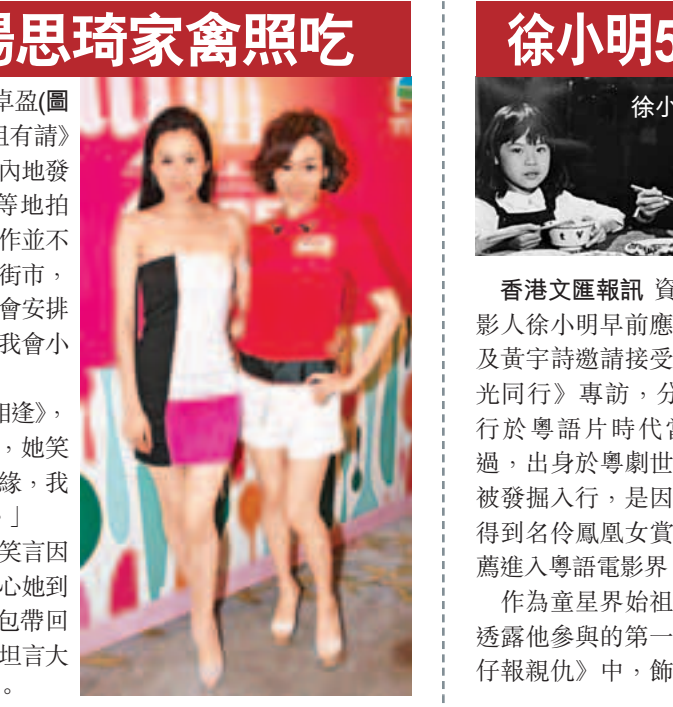 思琦家禽照吃
卓盈(圖
有請》
內地發
等地拍
作並不
街市，
會安排
我會小
相逢》，
，她笑
緣，我
。」
笑言因
心她到
包帶回
坦言大
。
徐小明5
徐小
香港文匯報訊 資
影人徐小明早前應
及黃宇詩邀請接受
光同行》專訪，分
行於粵語片時代
過，出身於粵劇世
被發掘入行，是因
得到名伶鳳凰女賞
薦進入粵語電影界
作為童星界始祖
透露他參與的第一
仔報親仇》中，飾